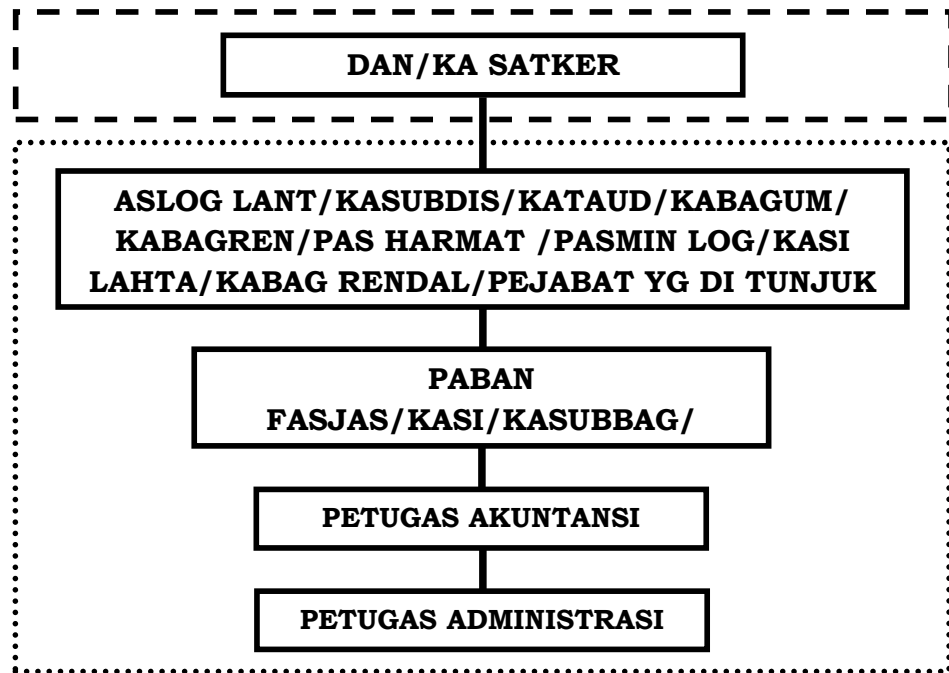 DAN/KA SATKER
ASLOG LANT/KASUBDIS/KATAUD/KABAGUM/
KABAGREN/PAS HARMAT /PASMIN LOG/KASI
LAHTA/KABAG RENDAL/PEJABAT YG DI TUNJUK
PABAN
FASJAS/KASI/KASUBBAG/
PETUGAS AKUNTANSI
PETUGAS ADMINISTRASI